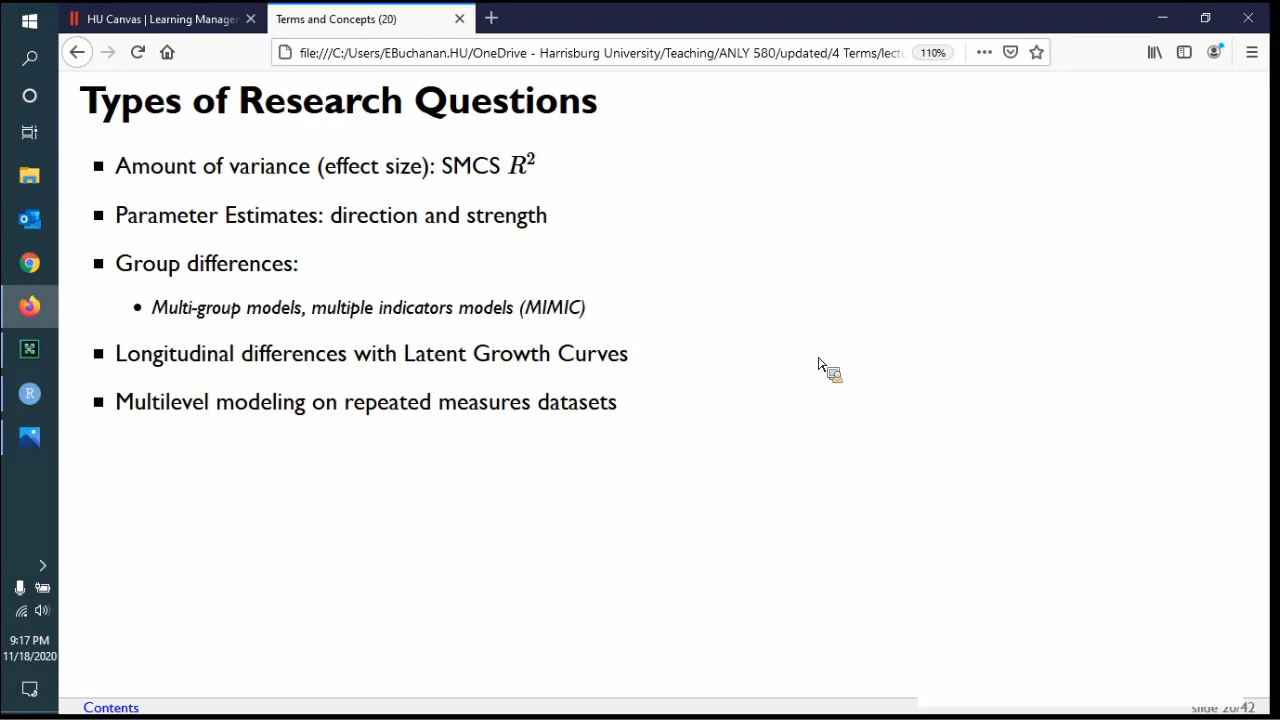 HU Canvas | Learning Manage
Terms and Concepts (20)
file:///C:/Users/EBuchanan.HU/OneDrive - Harrisburg University/Teaching/ANLY 580/updated/4 Terms/lect
110%
Types of Research Questions
Amount of variance (effect size): SMCS R²
Parameter Estimates: direction and strength
Group differences:
Multi-group models, multiple indicators models (MIMIC)
Longitudinal differences with Latent Growth Curves
Multilevel modeling on repeated measures datasets
9:17 PM
11/18/2020
Contents
slide 20/42